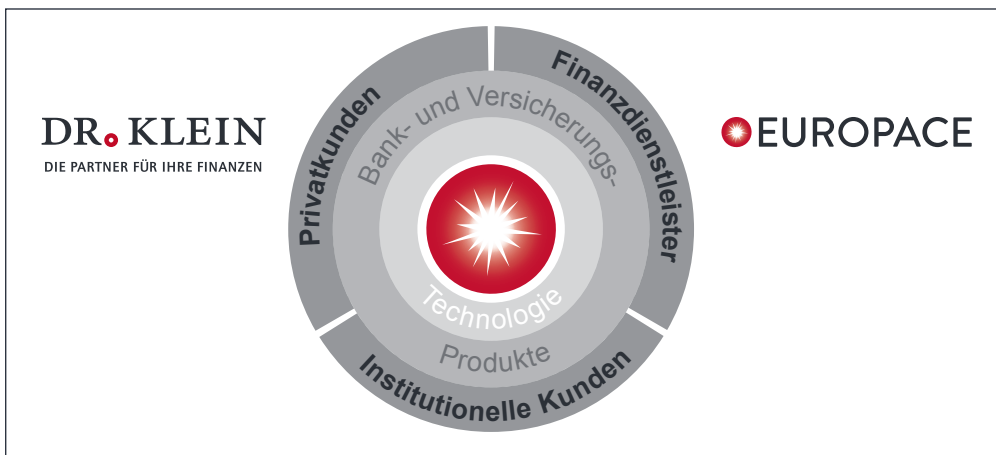 DR. KLEIN
DIE PARTNER FÜR IHRE FINANZEN
Privatkunden
Finanzdienstleister
Bank- und Versicherungs-
Technologie
Produkte
Institutionelle Kunden
EUROPACE